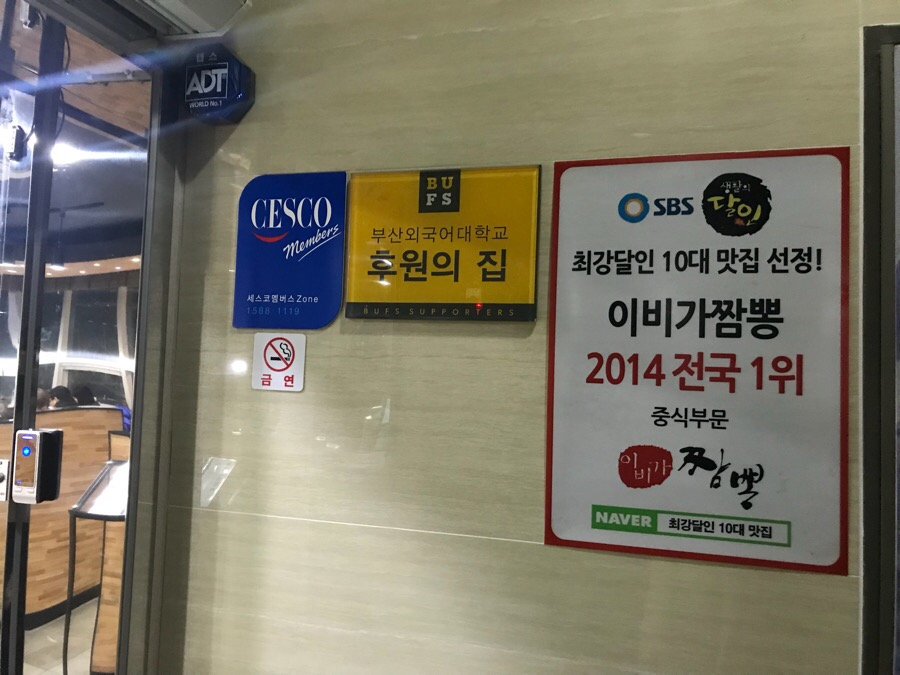 캡스
ADT
WORLD No.1
CESCO
Members
세스코멤버스Zone
1588 1119
금 연
BU
FS
부산외국어대학교
후원의 집
BUFS SUPPORTERS
SBS
생활의
달인
최강달인 10대 맛집 선정!
이비가짬뽕
2014 전국 1위
중식부문
이비가 짬뽕
NAVER 최강달인 10대 맛집